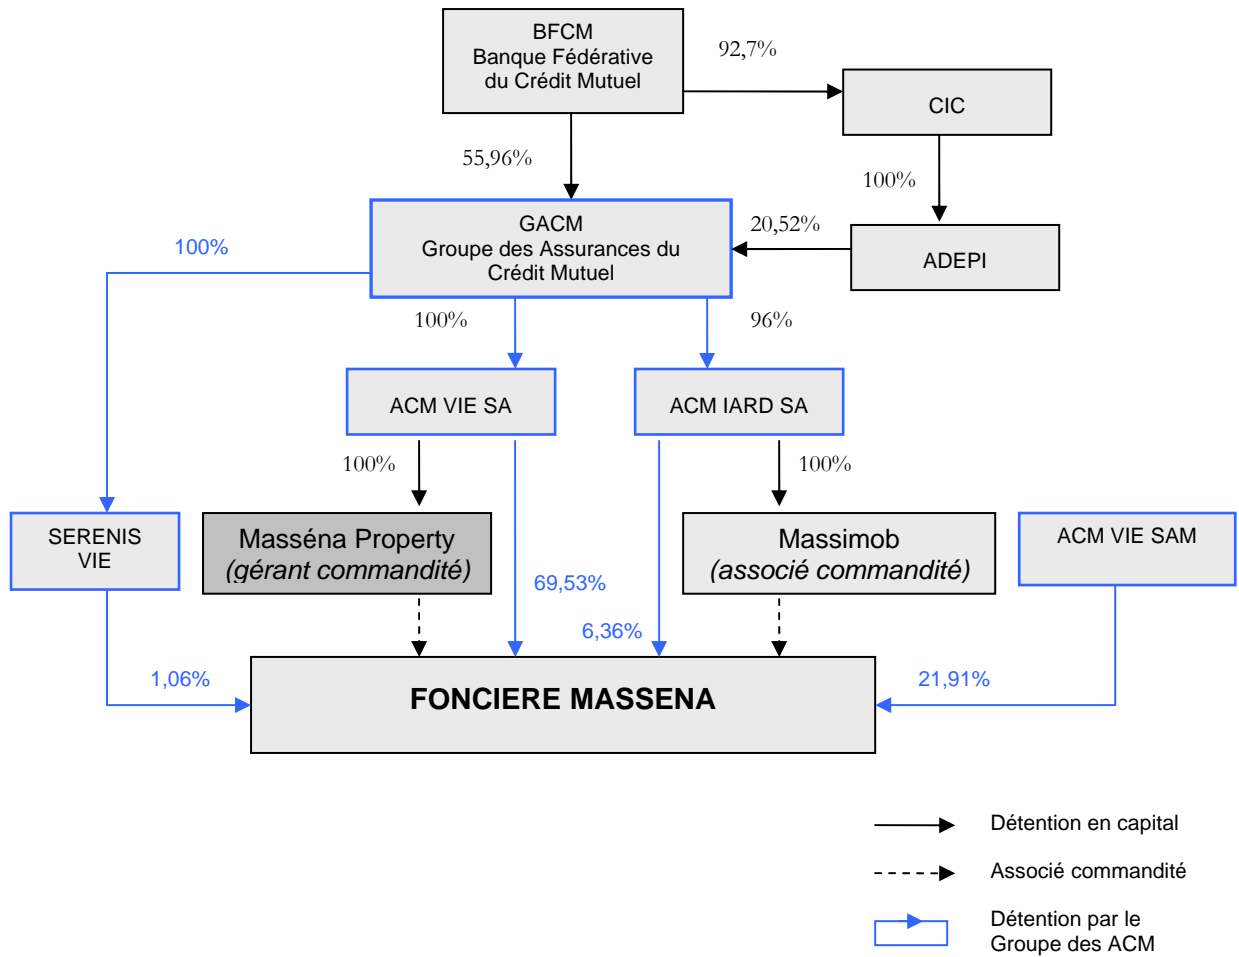 BFCM
Banque Fédérative
du Crédit Mutuel
92,7%
CIC
55,96%
100%
GACM
Groupe des Assurances du
Crédit Mutuel
20,52%
ADEPI
100%
100%
96%
ACM VIE SA
ACM IARD SA
100%
100%
SERENIS
VIE
Masséna Property
(gérant commandité)
Massimob
(associé commandité)
ACM VIE SAM
69,53%
6,36%
1,06%
FONCIERE MASSENA
21,91%
Détention en capital
Associé commandité
Détention par le
Groupe des ACM